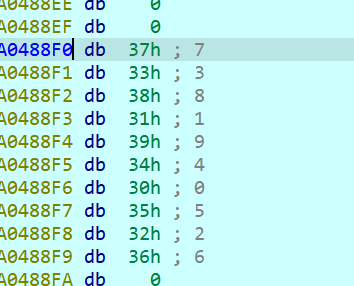 A0488EE db 0
A0488EF db 0
A0488F0 db 37h ; 7
A0488F1 db 33h ; 3
A0488F2 db 38h ; 8
A0488F3 db 31h ; 1
A0488F4 db 39h ; 9
A0488F5 db 34h ; 4
A0488F6 db 30h ; 0
A0488F7 db 35h ; 5
A0488F8 db 32h ; 2
A0488F9 db 36h ; 6
A0488FA db 0